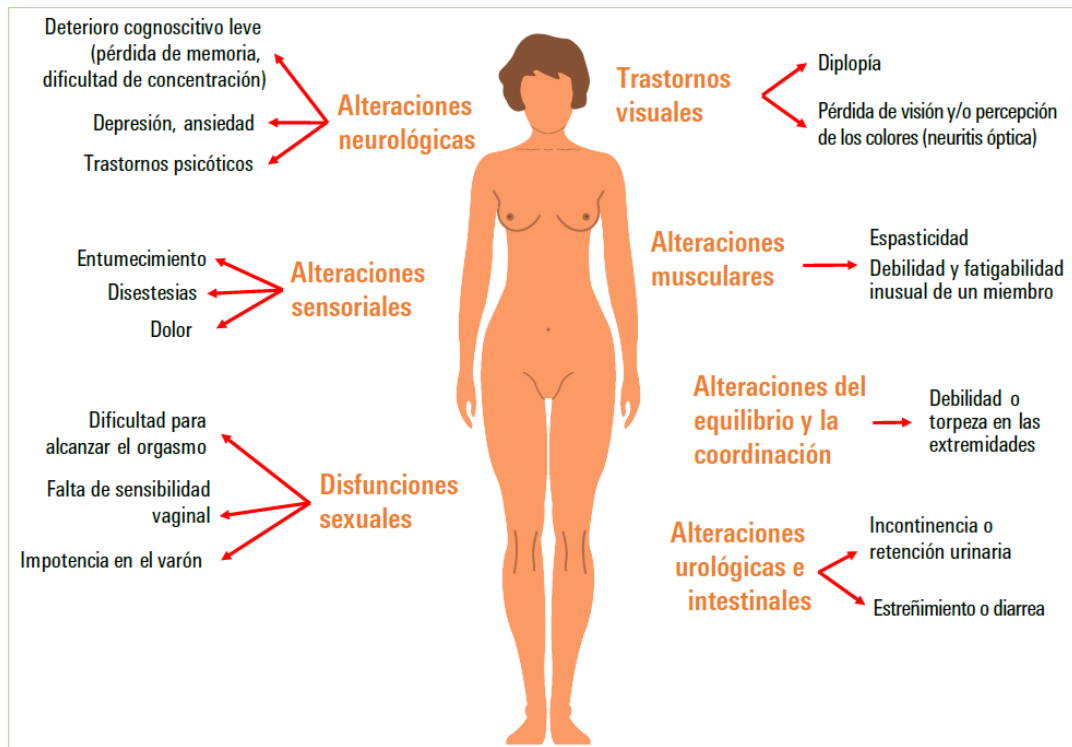 Deterioro cognoscitivo leve
(pérdida de memoria,
dificultad de concentración)
Depresión, ansiedad
Trastornos psicóticos
Alteraciones
neurológicas
Trastornos
visuales
Diplopía
Pérdida de visión y/o percepción
de los colores (neuritis óptica)
Entumecimiento
Disestesias
Dolor
Alteraciones
sensoriales
Alteraciones
musculares
Espasticidad
Debilidad y fatigabilidad
inusual de un miembro
Dificultad para
alcanzar el orgasmo
Falta de sensibilidad
vaginal
Impotencia en el varón
Disfunciones
sexuales
Alteraciones del
equilibrio y la
coordinación
Debilidad o
torpeza en las
extremidades
Alteraciones
urológicas e
intestinales
Incontinencia o
retención urinaria
Estreñimiento o diarrea